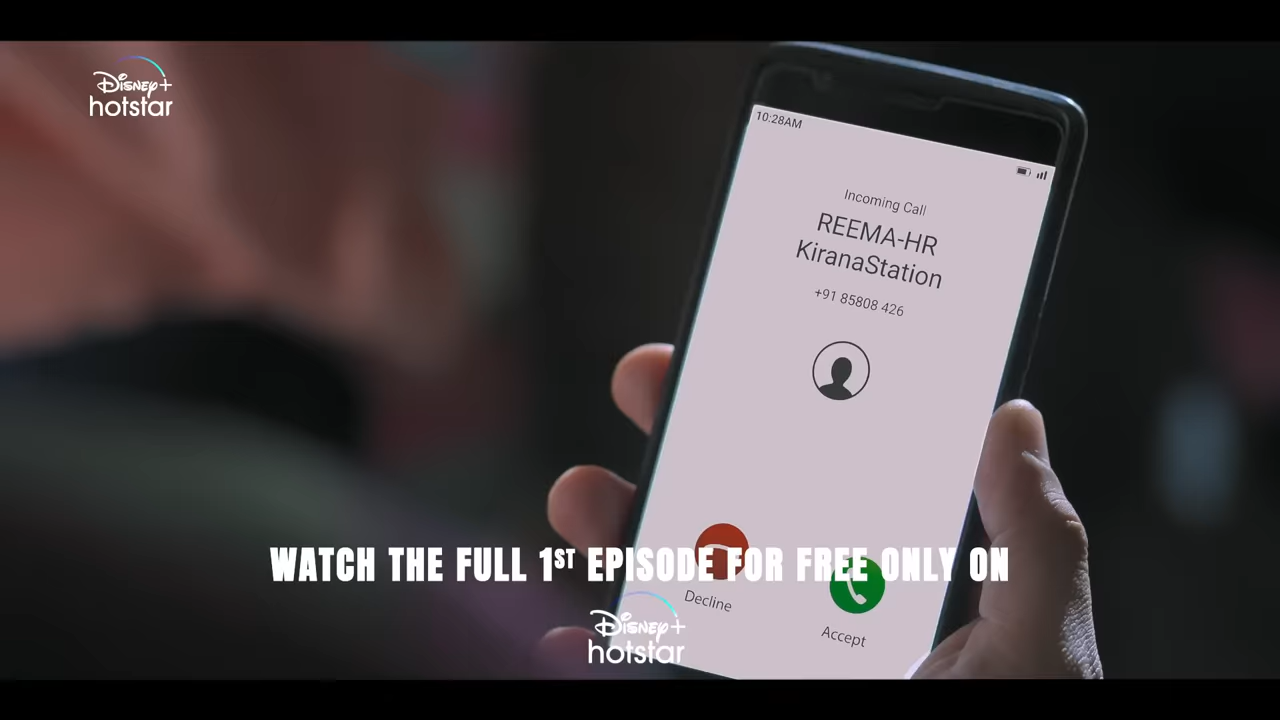 Disney+
hotstar
10:28AM
Incoming Call
REEMA-HR
KiranaStation
+91 85808 426
WATCH THE FULL 1ST EPISODE FOR FREE ONLY ON
Decline
Accept
Disney+
hotstar